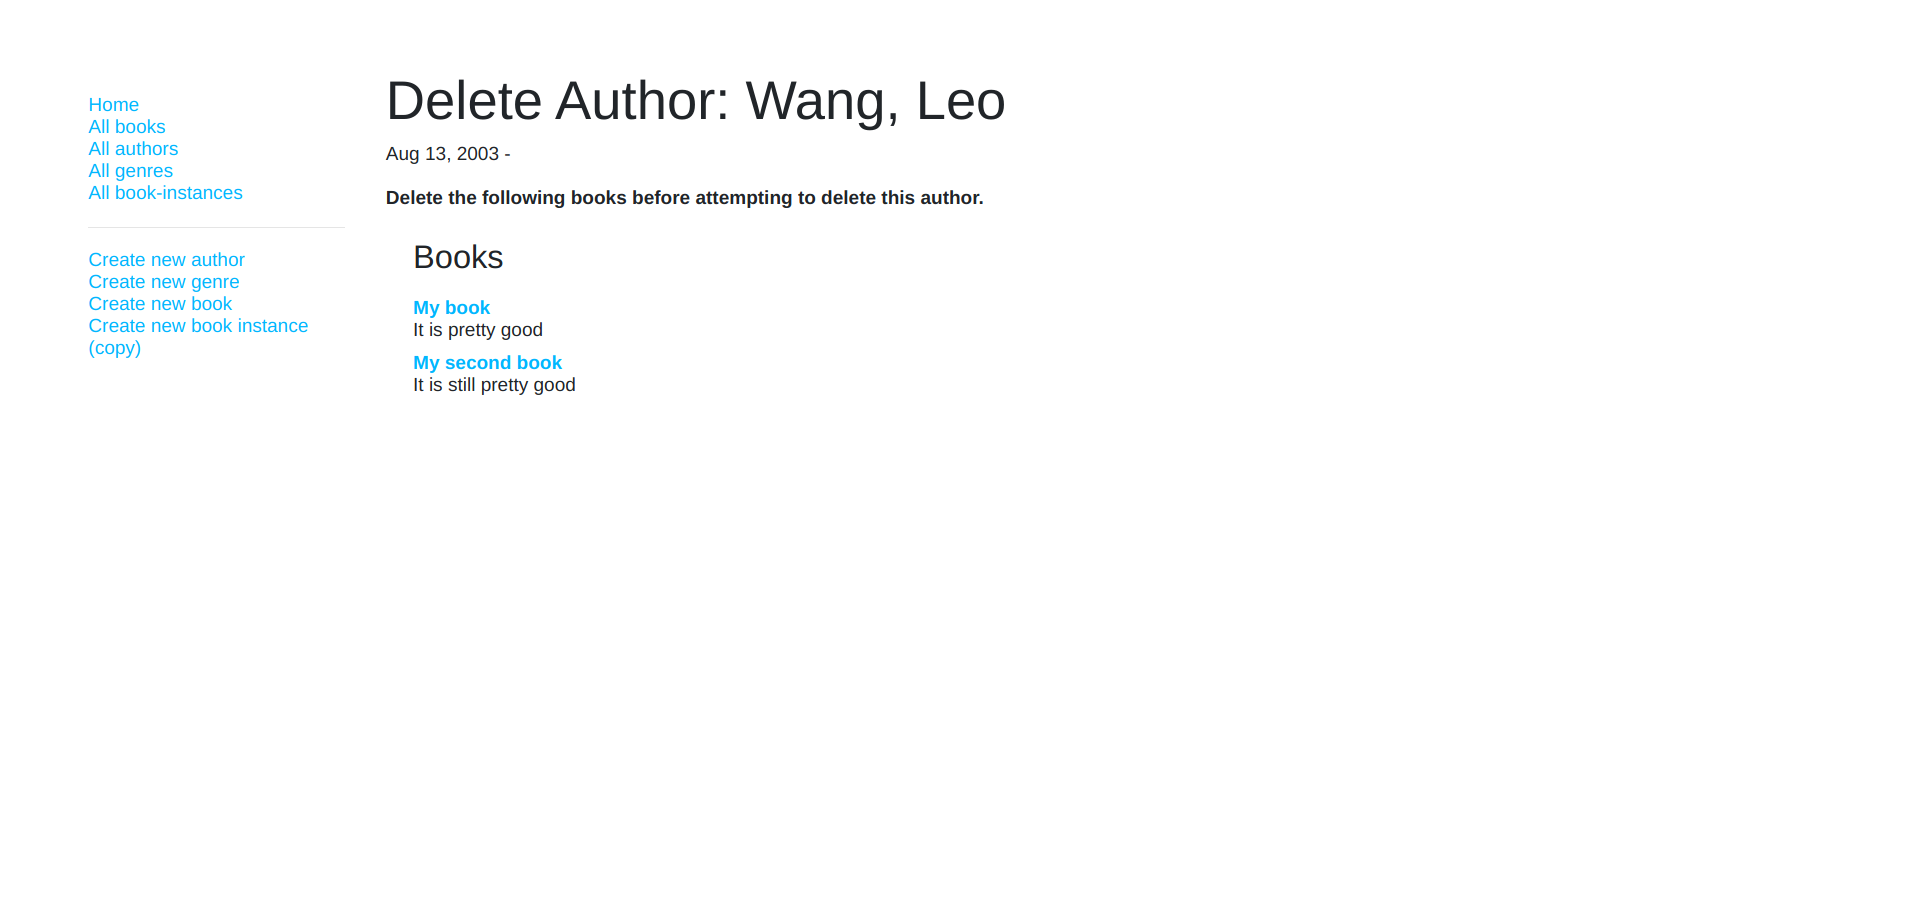 Home
All books
All authors
All genres
All book-instances
Create new author
Create new genre
Create new book
Create new book instance
(copy)
Delete Author: Wang, Leo
Aug 13, 2003 -
Delete the following books before attempting to delete this author.
Books
My book
It is pretty good
My second book
It is still pretty good